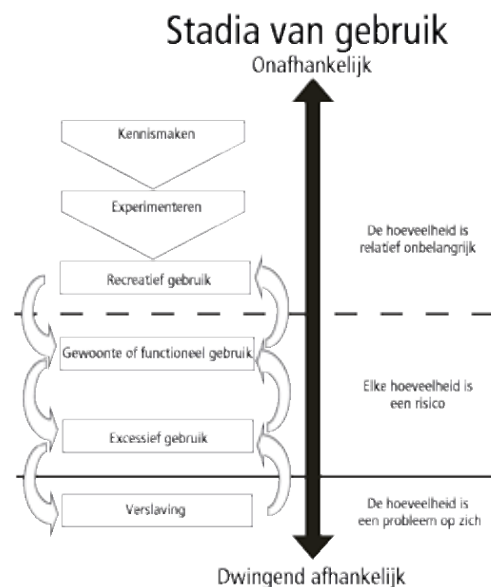 Stadia van gebruik
Onafhankelijk
Kennismaken
Experimenteren
De hoeveelheid is
relatief onbelangrijk
Recreatief gebruik
Gewoonte of functioneel gebruik
Elke hoeveelheid is
een risico
Excessief gebruik
Verslaving
De hoeveelheid is
een probleem op zich
Dwingend afhankelijk